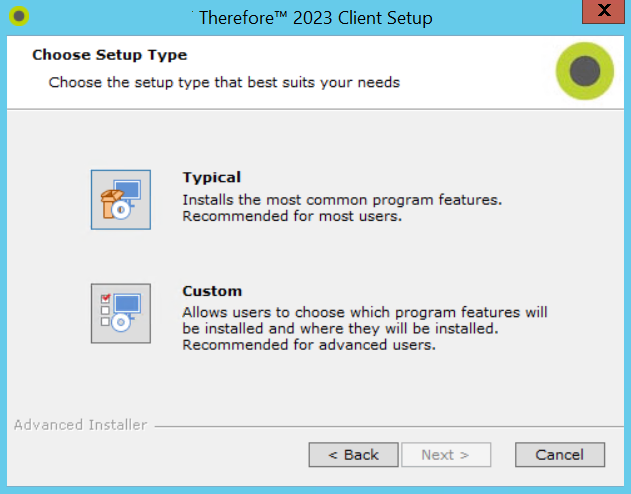 Therefore™ 2023 Client Setup
X
Choose Setup Type
Choose the setup type that best suits your needs
Typical
Installs the most common program features.
Recommended for most users.
Custom
Allows users to choose which program features will
be installed and where they will be installed.
Recommended for advanced users.
Advanced Installer
< Back
Next >
Cancel